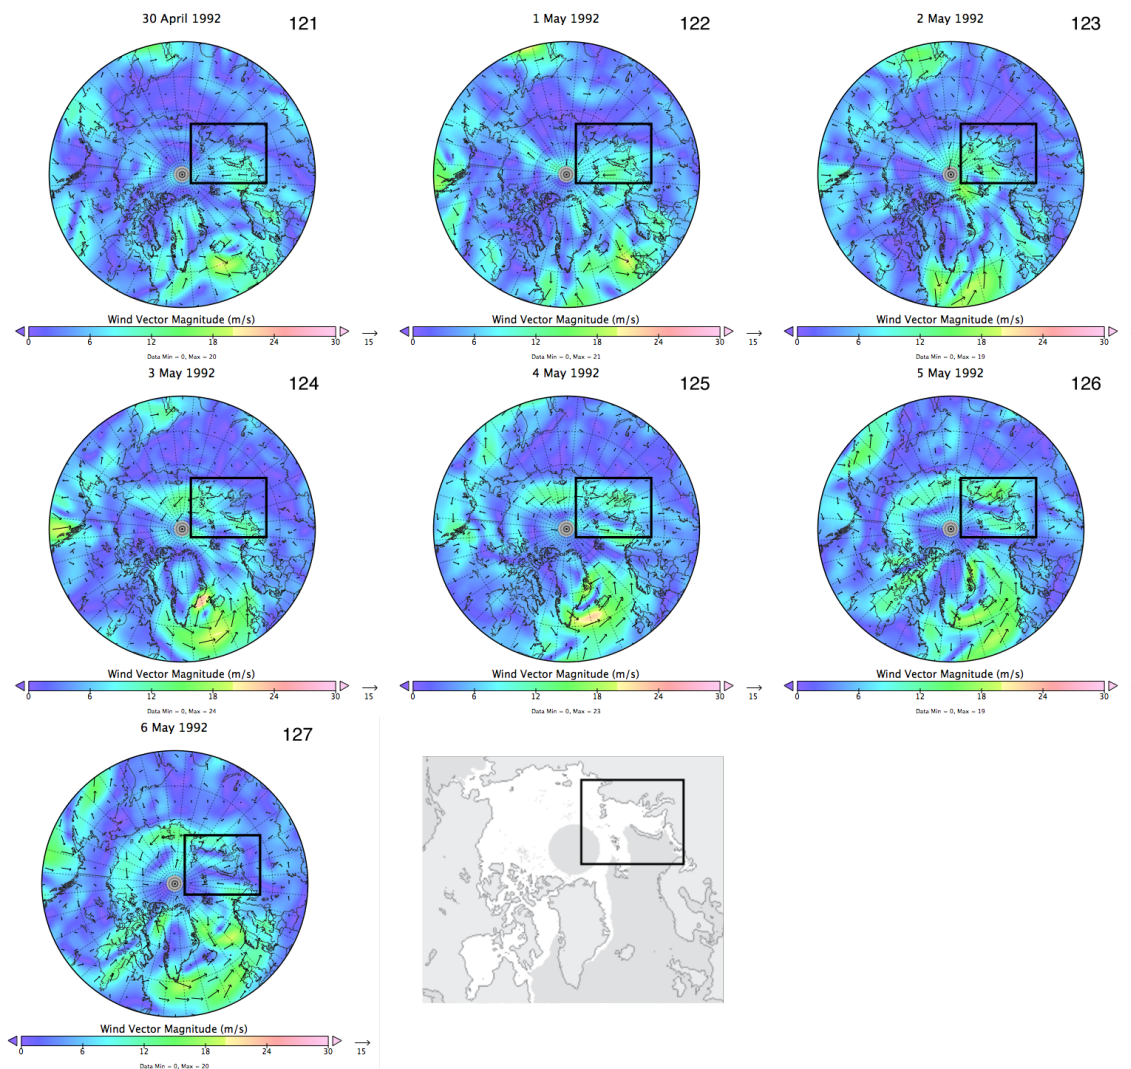 30 April 1992 121
1 May 1992 122
2 May 1992 123
Wind Vector Magnitude (m/s)
0 6 12 18 24 30 15
Data Min = 0, Max = 20
Wind Vector Magnitude (m/s)
0 6 12 18 24 30 15
Data Min = 0, Max = 21
Wind Vector Magnitude (m/s)
0 6 12 18 24 30
Data Min = 0, Max = 19
3 May 1992 124
4 May 1992 125
5 May 1992 126
Wind Vector Magnitude (m/s)
0 6 12 18 24 30 15
Data Min = 0, Max = 24
Wind Vector Magnitude (m/s)
0 6 12 18 24 30 15
Data Min = 0, Max = 23
Wind Vector Magnitude (m/s)
0 6 12 18 24 30
Data Min = 0, Max = 19
6 May 1992 127
Wind Vector Magnitude (m/s)
0 6 12 18 24 30 15
Data Min = 0, Max = 20